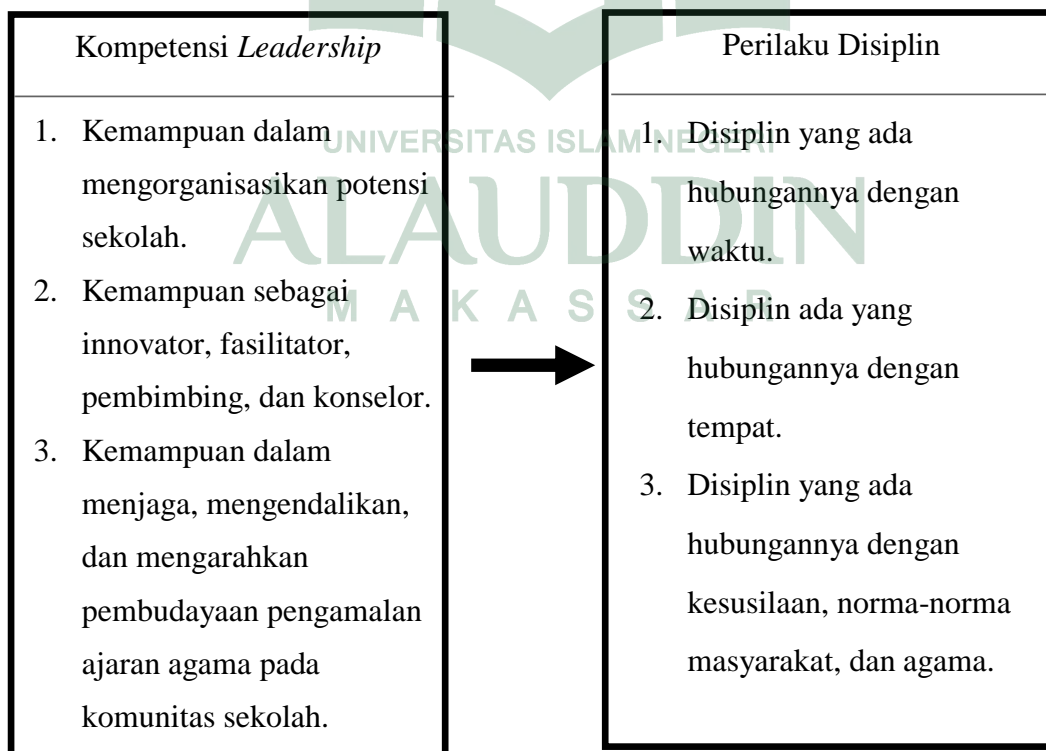 Kompetensi Leadership
1. Kemampuan dalam
mengorganisasikan potensi
sekolah.
2. Kemampuan sebagai
innovator, fasilitator,
pembimbing, dan konselor.
3. Kemampuan dalam
menjaga, mengendalikan,
dan mengarahkan
pembudayaan pengamalan
ajaran agama pada
komunitas sekolah.
Perilaku Disiplin
1. Disiplin yang ada
hubungannya dengan
waktu.
2. Disiplin ada yang
hubungannya dengan
tempat.
3. Disiplin yang ada
hubungannya dengan
kesusilaan, norma-norma
masyarakat, dan agama.
UNIVERSITAS ISLAM NEGERI
ALAUDDIN
MAKASSAR